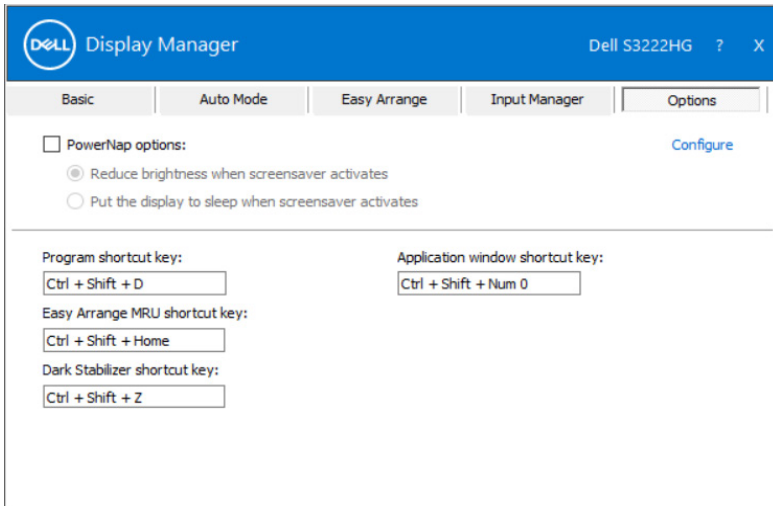 DELL Display Manager Dell S3222HG ? X
Basic Auto Mode Easy Arrange Input Manager Options
PowerNap options: Configure
Reduce brightness when screensaver activates
Put the display to sleep when screensaver activates
Program shortcut key: Application window shortcut key:
Ctrl + Shift + D Ctrl + Shift + Num 0
Easy Arrange MRU shortcut key:
Ctrl + Shift + Home
Dark Stabilizer shortcut key:
Ctrl + Shift + Z